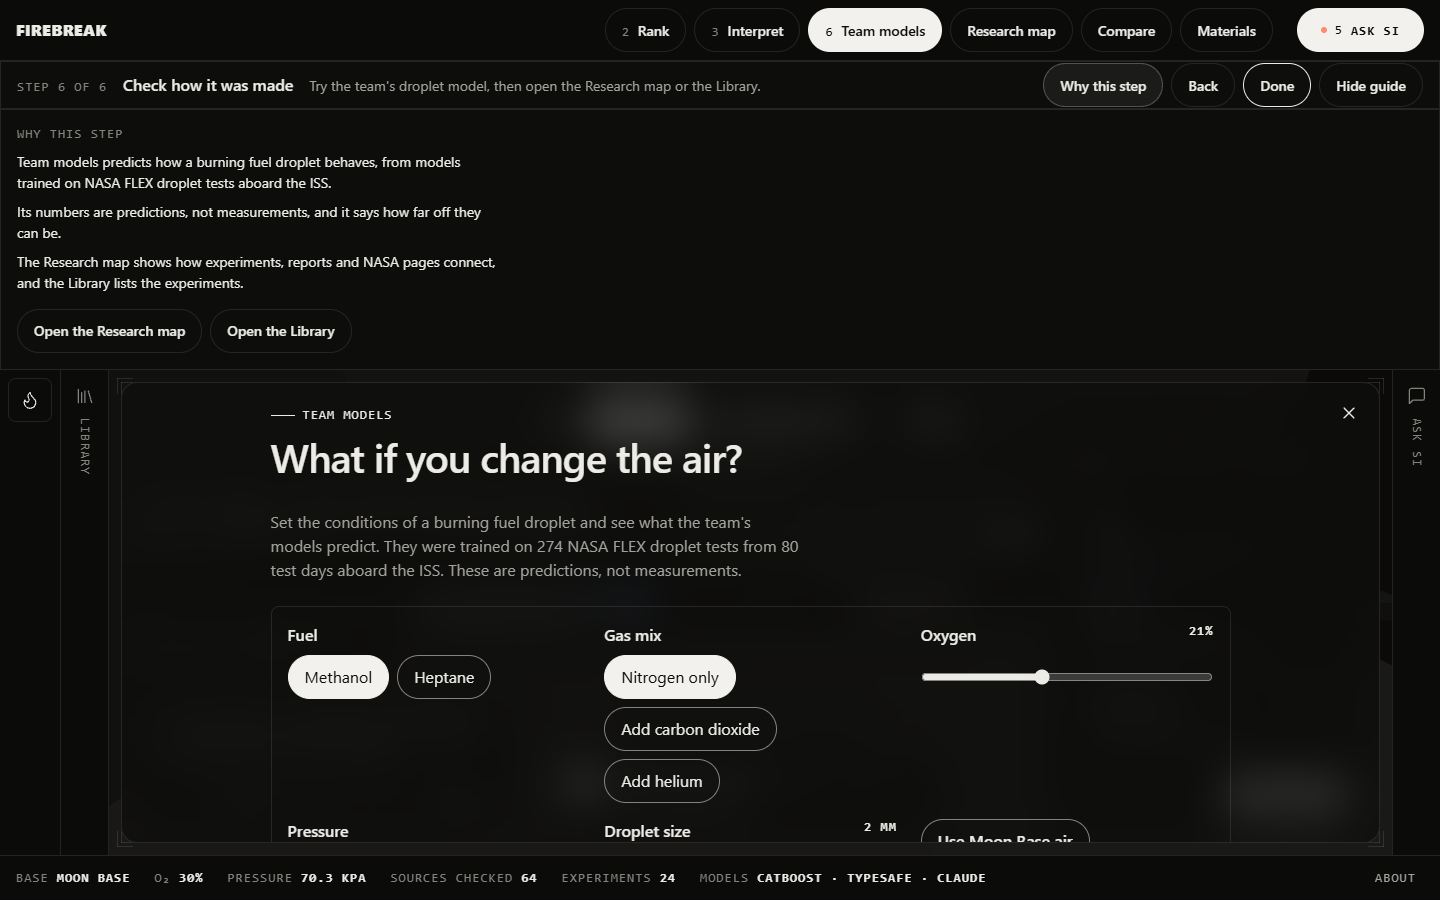 FIREBREAK
2 Rank
3 Interpret
6 Team models
Research map
Compare
Materials
5 ASK SI
STEP 6 OF 6 Check how it was made Try the team's droplet model, then open the Research map or the Library.
Why this step
Back
Done
Hide guide
WHY THIS STEP
Team models predicts how a burning fuel droplet behaves, from models
trained on NASA FLEX droplet tests aboard the ISS.
Its numbers are predictions, not measurements, and it says how far off they
can be.
The Research map shows how experiments, reports and NASA pages connect,
and the Library lists the experiments.
Open the Research map
Open the Library
LIBRARY
TEAM MODELS
What if you change the air?
Set the conditions of a burning fuel droplet and see what the team's
models predict. They were trained on 274 NASA FLEX droplet tests from 80
test days aboard the ISS. These are predictions, not measurements.
Fuel
Methanol
Heptane
Gas mix
Nitrogen only
Add carbon dioxide
Add helium
Oxygen
21%
Pressure
Droplet size
2 MM
Use Moon Base air
ASK SI
BASE MOON BASE
O₂ 30%
PRESSURE 70.3 KPA
SOURCES CHECKED 64
EXPERIMENTS 24
MODELS CATBOOST · TYPESAFE · CLAUDE
ABOUT